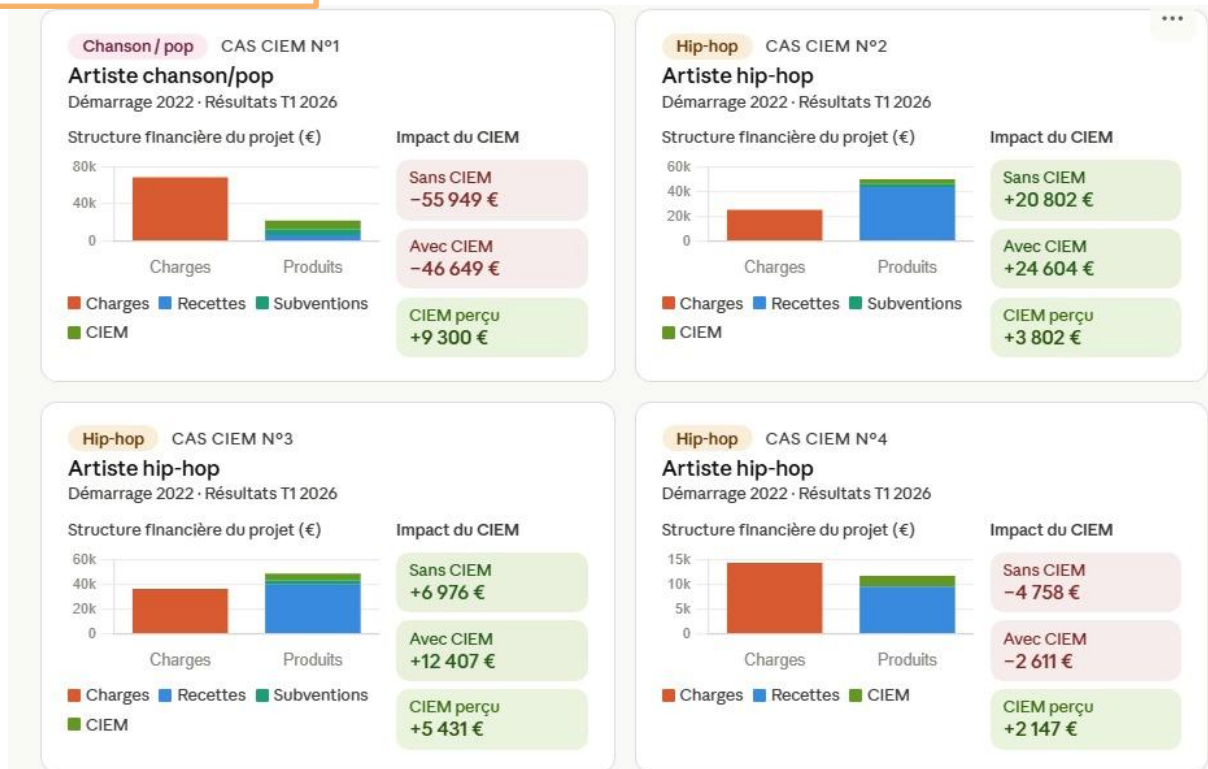 Chanson / pop CAS CIEM N°1
Artiste chanson/pop
Démarrage 2022 · Résultats T1 2026
Structure financière du projet (€)
Impact du CIEM
80k
40k
0
Charges Produits
Charges Recettes Subventions
CIEM
Sans CIEM
−55 949 €
Avec CIEM
−46 649 €
CIEM perçu
+9 300 €
Hip-hop CAS CIEM N°2
Artiste hip-hop
Démarrage 2022 · Résultats T1 2026
Structure financière du projet (€)
Impact du CIEM
60k
40k
20k
0
Charges Produits
Charges Recettes Subventions
CIEM
Sans CIEM
+20 802 €
Avec CIEM
+24 604 €
CIEM perçu
+3 802 €
Hip-hop CAS CIEM N°3
Artiste hip-hop
Démarrage 2022 · Résultats T1 2026
Structure financière du projet (€)
Impact du CIEM
60k
40k
20k
0
Charges Produits
Charges Recettes Subventions
CIEM
Sans CIEM
+6 976 €
Avec CIEM
+12 407 €
CIEM perçu
+5 431 €
Hip-hop CAS CIEM N°4
Artiste hip-hop
Démarrage 2022 · Résultats T1 2026
Structure financière du projet (€)
Impact du CIEM
15k
10k
5k
0
Charges Produits
Charges Recettes CIEM
Sans CIEM
−4 758 €
Avec CIEM
−2 611 €
CIEM perçu
+2 147 €